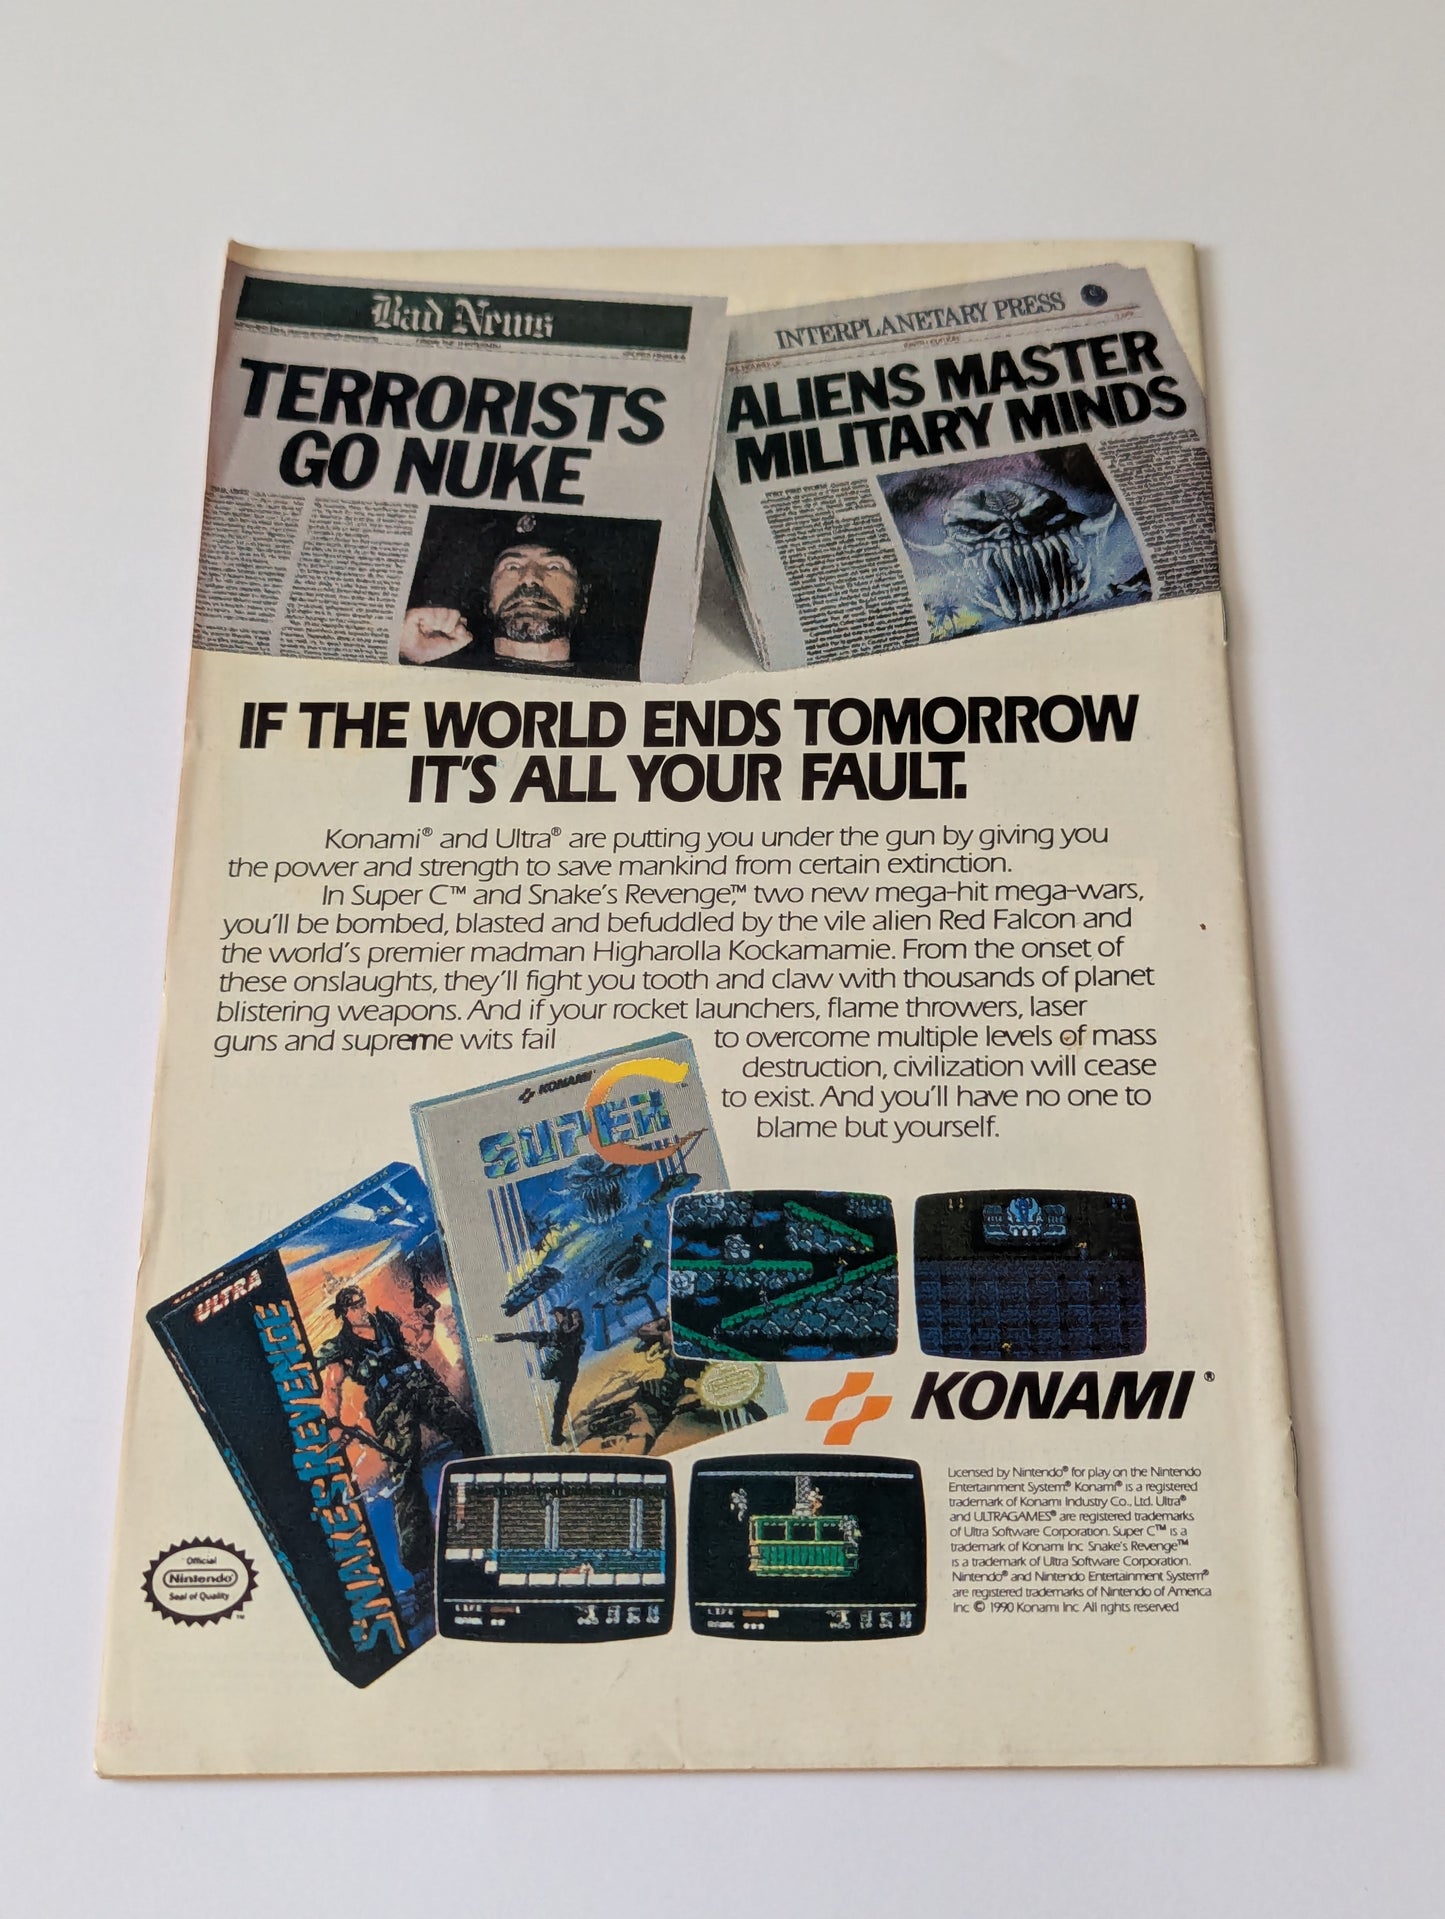 Bad News
TERRORISTS
GO NUKE
INTERPLANETARY PRESS
ALIENS MASTER
MILITARY MINDS
IF THE WORLD ENDS TOMORROW
IT'S ALL YOUR FAULT.
Konami® and Ultra® are putting you under the gun by giving you
the power and strength to save mankind from certain extinction.
In Super C™ and Snake's Revenge,™ two new mega-hit mega-wars,
you'll be bombed, blasted and befuddled by the vile alien Red Falcon and
the world's premier madman Higharolla Kockamamie. From the onset of
these onslaughts, they'll fight you tooth and claw with thousands of planet
blistering weapons. And if your rocket launchers, flame throwers, laser
guns and supreme wits fail to overcome multiple levels of mass
destruction, civilization will cease
to exist. And you'll have no one to
blame but yourself.
KONAMI
SUPER C
ULTRA
ULTRA
SNAKE'S REVENGE
KONAMI®
LIFE
RANK
LIFE
RANK
Official
Nintendo
Seal of Quality
TM
Licensed by Nintendo® for play on the Nintendo
Entertainment System® Konami® is a registered
trademark of Konami Industry Co., Ltd. Ultra®
and ULTRAGAMES® are registered trademarks
of Ultra Software Corporation. Super C™ is a
trademark of Konami Inc Snake's Revenge™
is a trademark of Ultra Software Corporation.
Nintendo® and Nintendo Entertainment System®
are registered trademarks of Nintendo of America
Inc © 1990 Konami Inc All rights reserved